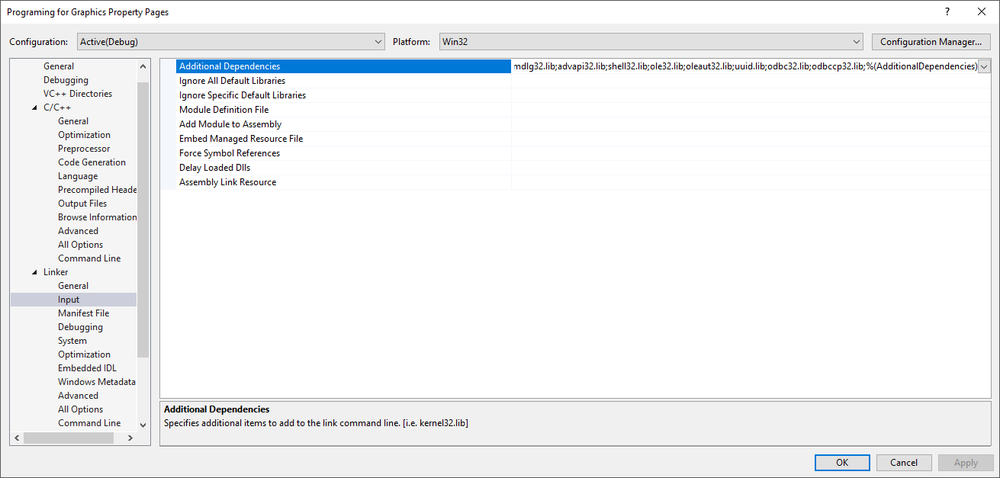 Programing for Graphics Property Pages
?
Configuration: Active(Debug) Platform: Win32 Configuration Manager...
General
Debugging
VC++ Directories
C/C++
General
Optimization
Preprocessor
Code Generation
Language
Precompiled Heade
Output Files
Browse Information
Advanced
All Options
Command Line
Linker
General
Input
Manifest File
Debugging
System
Optimization
Embedded IDL
Windows Metadata
Advanced
All Options
Command Line
Additional Dependencies mdlg32.lib;advapi32.lib;shell32.lib;ole32.lib;oleaut32.lib;uuid.lib;odbc32.lib;odbccp32.lib;%(AdditionalDependencies)
Ignore All Default Libraries
Ignore Specific Default Libraries
Module Definition File
Add Module to Assembly
Embed Managed Resource File
Force Symbol References
Delay Loaded Dlls
Assembly Link Resource
Additional Dependencies
Specifies additional items to add to the link command line. [i.e. kernel32.lib]
OK Cancel Apply